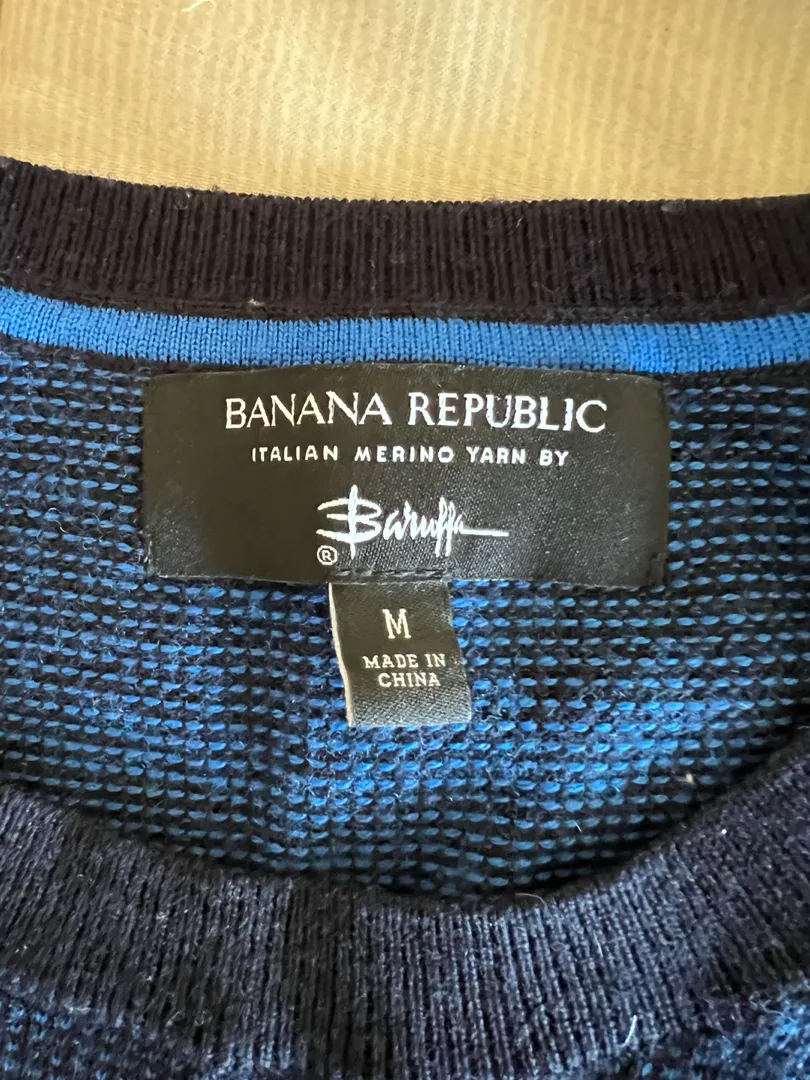 BANANA REPUBLIC
ITALIAN MERINO YARN BY
Baruffa
®
M
MADE IN
CHINA